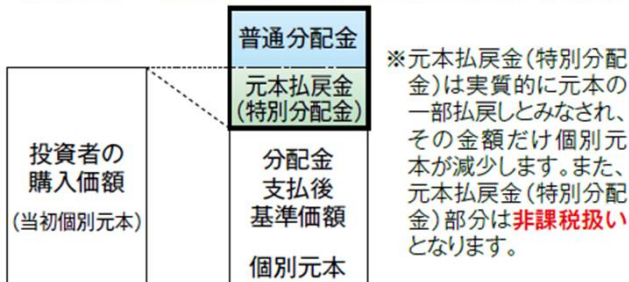 普通分配金
元本払戻金
(特別分配金)
投資者の
購入価額
(当初個別元本)
分配金
支払後
基準価額
個別元本
※元本払戻金(特別分配
金)は実質的に元本の
一部払戻しとみなされ、
その金額だけ個別元
本が減少します。また、
元本払戻金(特別分配
金)部分は非課税扱い
となります。